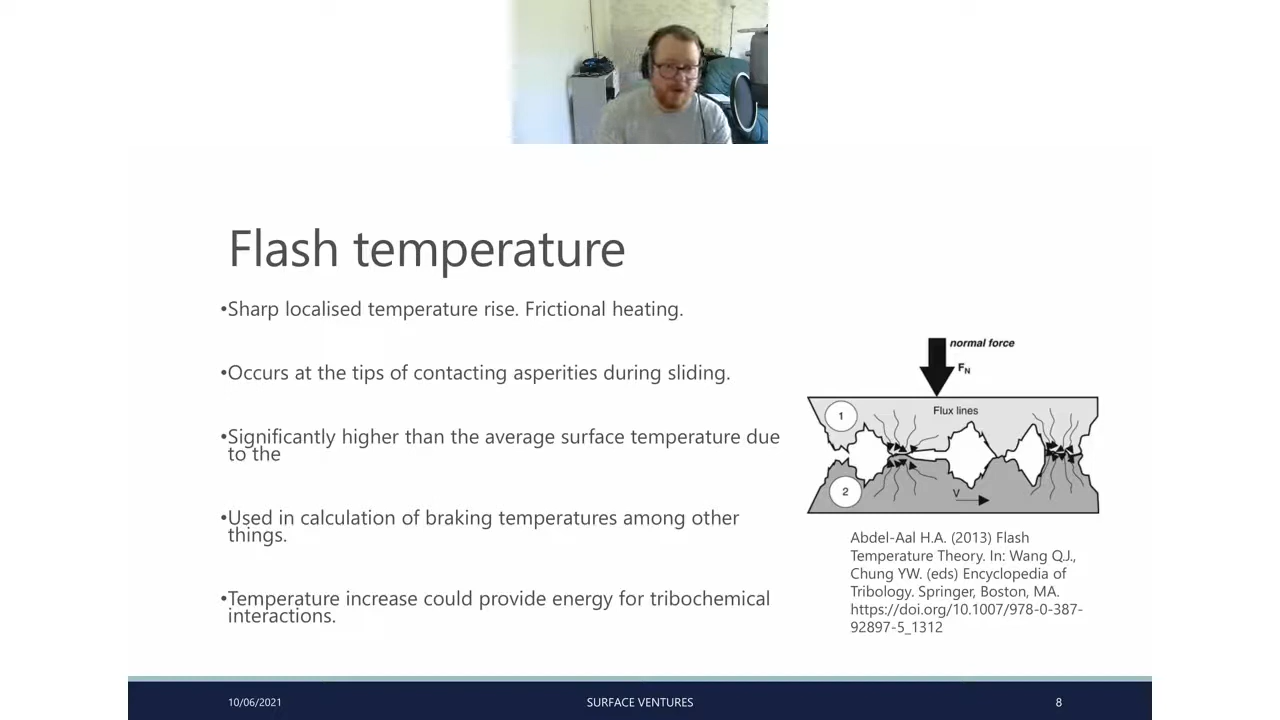 Flash temperature
•Sharp localised temperature rise. Frictional heating.
•Occurs at the tips of contacting asperities during sliding.
•Significantly higher than the average surface temperature due
to the
•Used in calculation of braking temperatures among other
things.
•Temperature increase could provide energy for tribochemical
interactions.
normal force
FN
Flux lines
1
2
V
Abdel-Aal H.A. (2013) Flash
Temperature Theory. In: Wang Q.J.,
Chung YW. (eds) Encyclopedia of
Tribology. Springer, Boston, MA.
https://doi.org/10.1007/978-0-387-
92897-5_1312
10/06/2021
SURFACE VENTURES
8